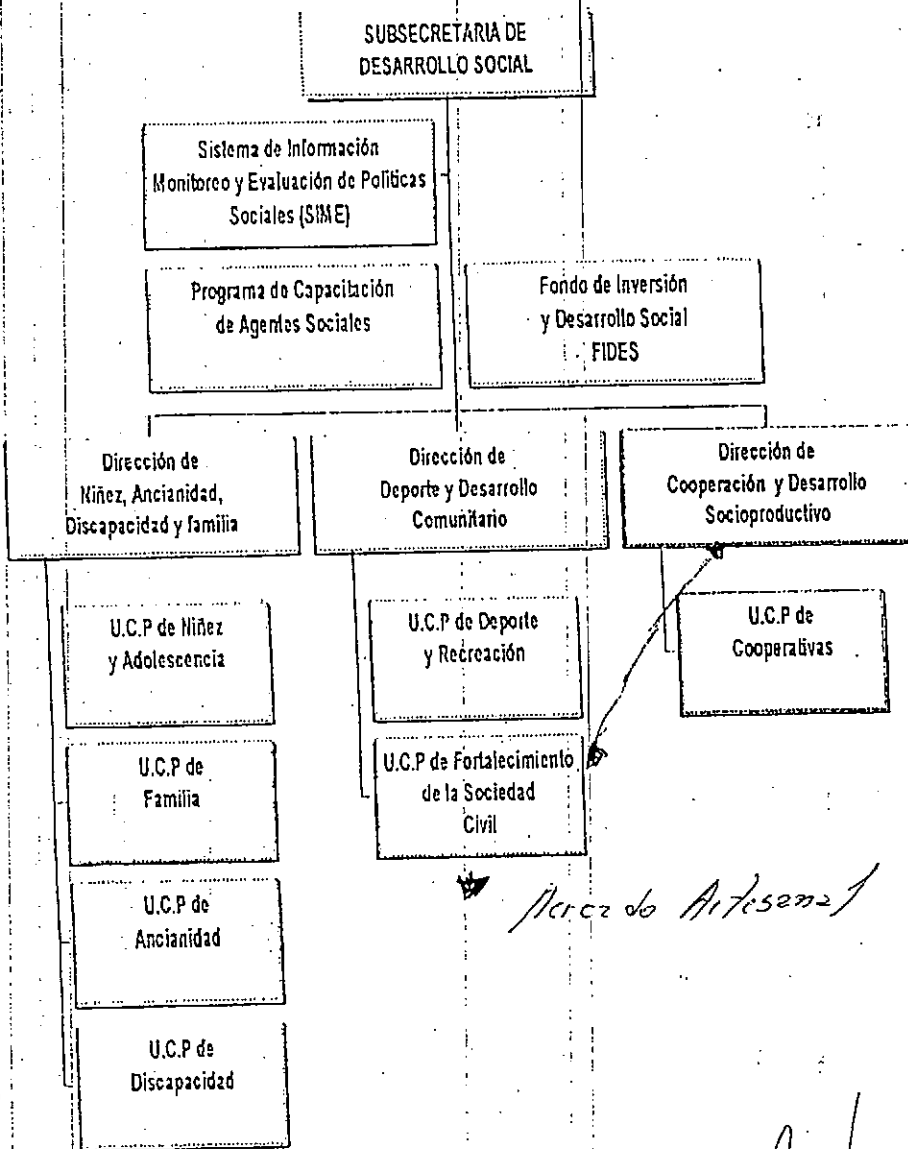 SUBSECRETARIA DE
DESARROLLO SOCIAL
Sistema de Información
Monitoreo y Evaluación de Políticas
Sociales (SIME)
Programa de Capacitación
de Agentes Sociales
Fondo de Inversión
y Desarrollo Social
FIDES
Dirección de
Niñez, Ancianidad,
Discapacidad y familia
Dirección de
Deporte y Desarrollo
Comunitario
Dirección de
Cooperación y Desarrollo
Socioproductivo
U.C.P de Niñez
y Adolescencia
U.C.P de
Familia
U.C.P de
Ancianidad
U.C.P de
Discapacidad
U.C.P de Deporte
y Recreación
U.C.P de Fortalecimiento
de la Sociedad
Civil
U.C.P de
Cooperativas
Mercado Artesanal